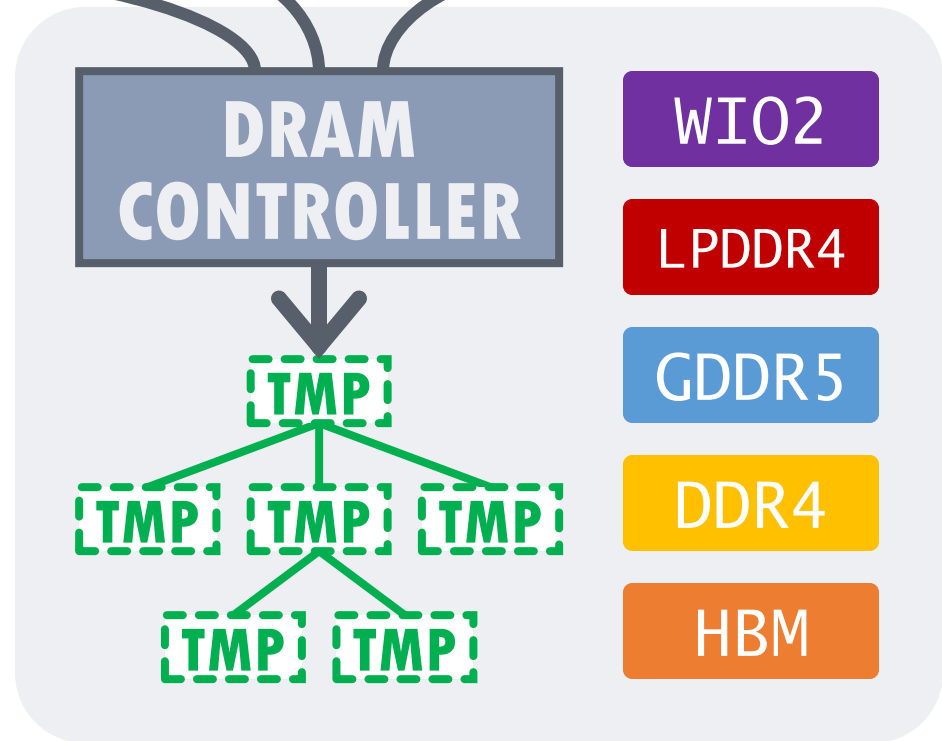 DRAM
CONTROLLER
TMP
TMP TMP TMP
TMP TMP
WIO2
LPDDR4
GDDR5
DDR4
HBM